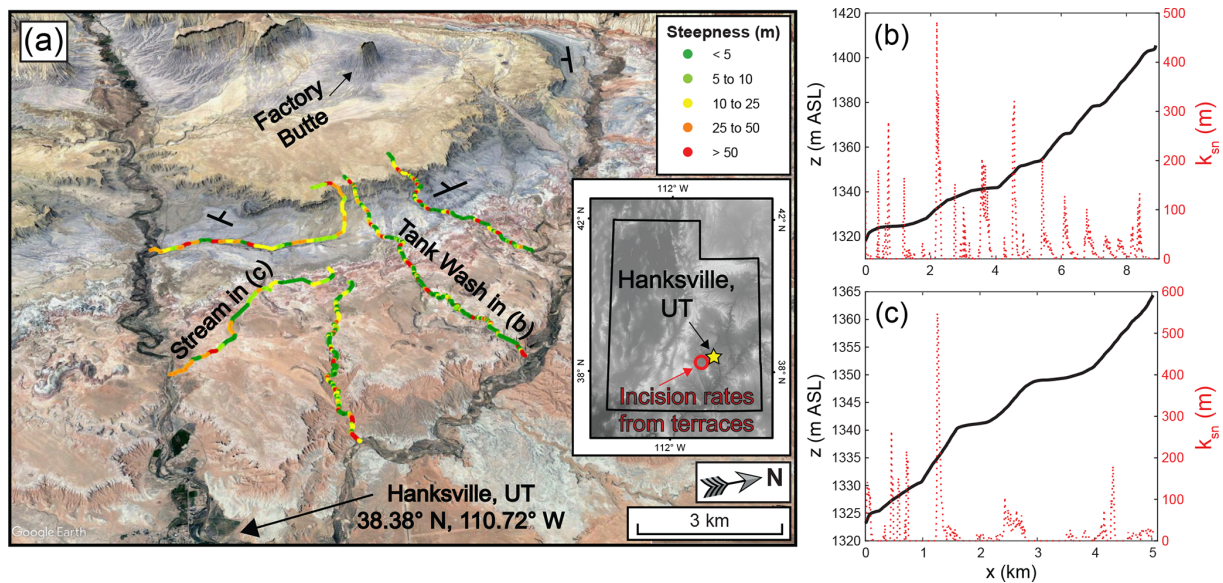 (a)
Steepness (m)
< 5
5 to 10
10 to 25
25 to 50
> 50
Factory
Butte
Tank Wash in (b)
Stream in (c)
112° W
42° N
42° N
Hanksville,
UT
38° N
38° N
Incision rates
from terraces
112° W
N
3 km
Hanksville, UT
38.38° N, 110.72° W
Google Earth
(b)
1420
1400
1380
1360
1340
1320
z (m ASL)
0
2
4
6
8
500
400
300
200
100
0
ksn (m)
(c)
1365
1360
1355
1350
1345
1340
1335
1330
1325
1320
z (m ASL)
0
1
2
3
4
5
x (km)
600
500
400
300
200
100
0
ksn (m)